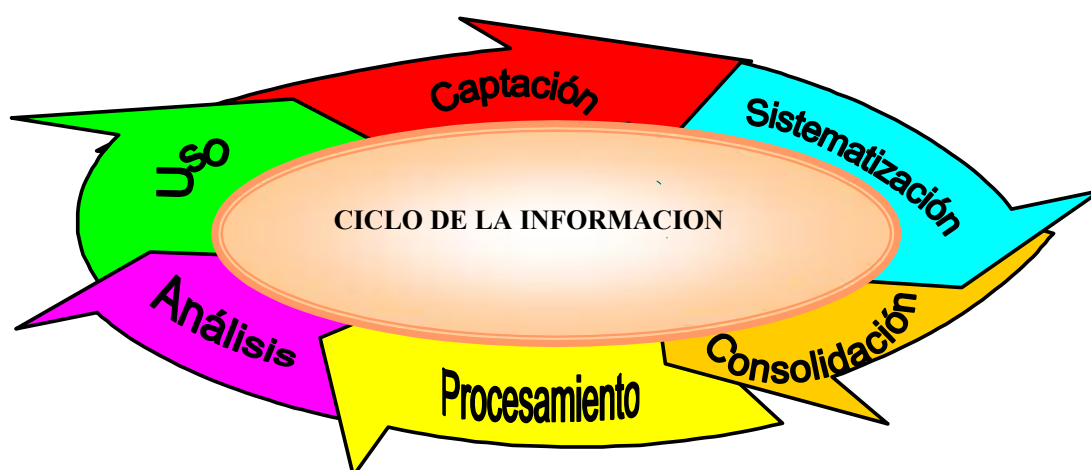 Captación
Sistematización
Uso
CICLO DE LA INFORMACION
Análisis
Consolidación
Procesamiento